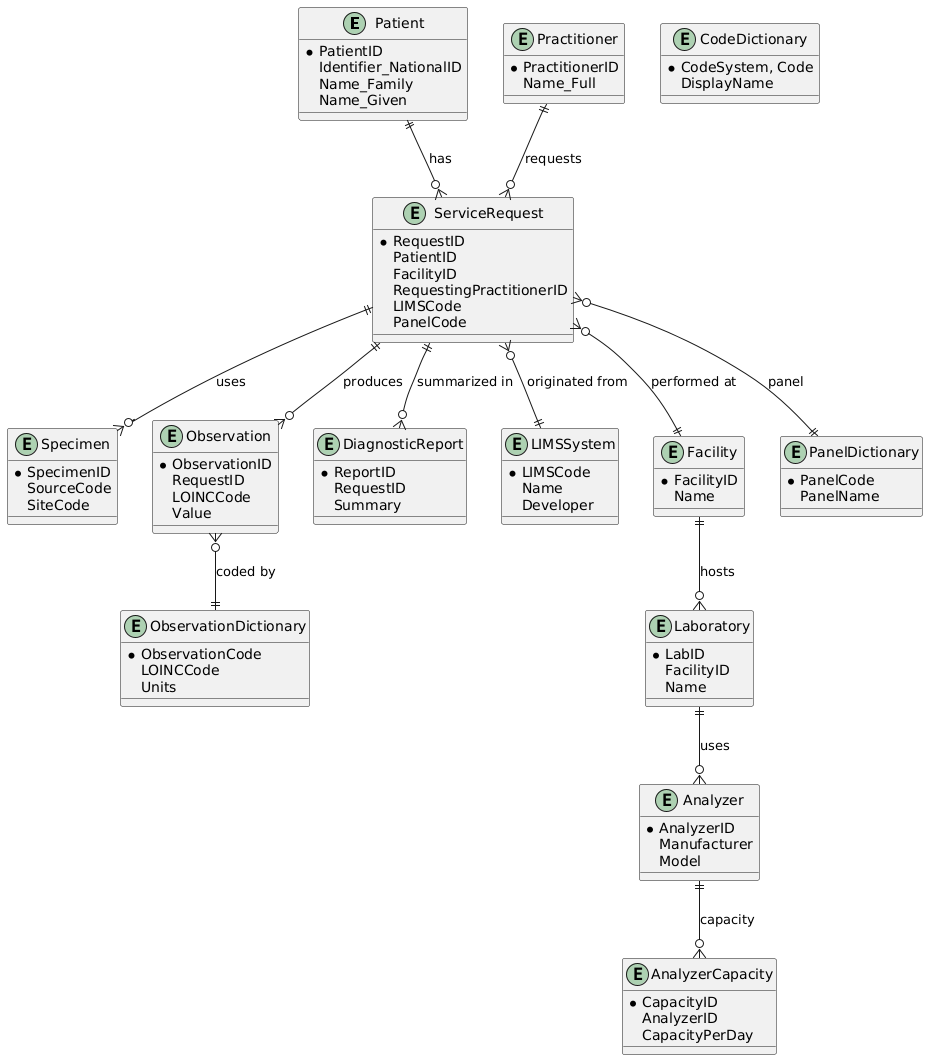 E Patient
PatientID
Identifier_NationalID
Name_Family
Name_Given
E Practitioner
PractitionerID
Name_Full
E CodeDictionary
CodeSystem, Code
DisplayName
has
requests
E ServiceRequest
RequestID
PatientID
FacilityID
RequestingPractitionerID
LIMSCode
PanelCode
uses
produces
summarized in
originated from
performed at
panel
E Specimen
SpecimenID
SourceCode
SiteCode
E Observation
ObservationID
RequestID
LOINCCode
Value
E DiagnosticReport
ReportID
RequestID
Summary
E LIMSSystem
LIMSCode
Name
Developer
E Facility
FacilityID
Name
E PanelDictionary
PanelCode
PanelName
coded by
hosts
E ObservationDictionary
ObservationCode
LOINCCode
Units
E Laboratory
LabID
FacilityID
Name
uses
E Analyzer
AnalyzerID
Manufacturer
Model
capacity
E AnalyzerCapacity
CapacityID
AnalyzerID
CapacityPerDay